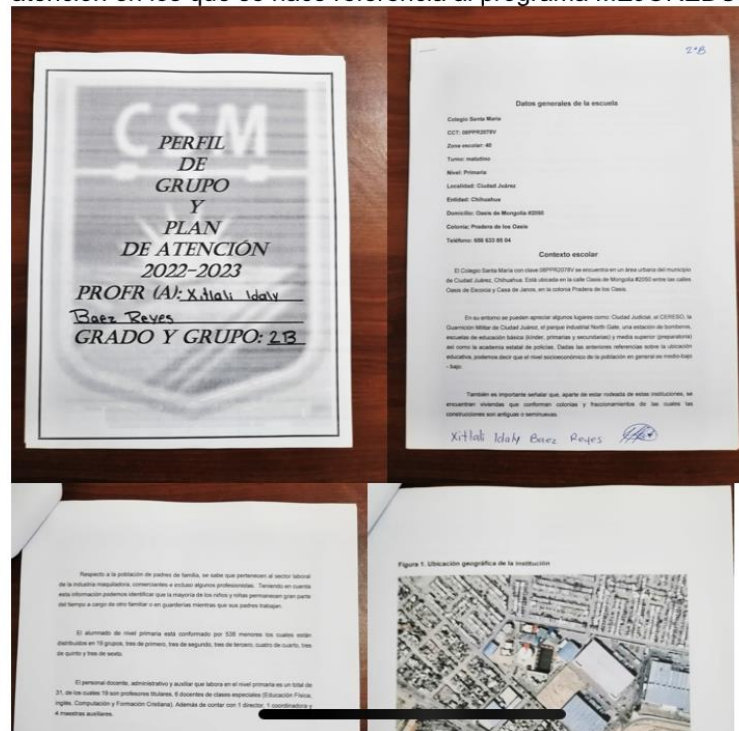 CSM
PERFIL
DE
GRUPO
Y
PLAN
DE ATENCIÓN
2022-2023
PROFR (A): Xitlali Idaly
Baez Reyes
GRADO Y GRUPO: 2B
2°B
Datos generales de la escuela
Colegio Santa Maria
CCT: 08PPR2078V
Zona escolar: 40
Turno: matutino
Nivel: Primaria
Localidad: Ciudad Juárez
Entidad: Chihuahua
Domicilio: Oasis de Mongolia #2050
Colonia: Pradera de los Oasis
Teléfono: 656 633 95 04
Contexto escolar
El Colegio Santa María con clave 08PPR2078V se encuentra en un área urbana del municipio
de Ciudad Juárez, Chihuahua. Está ubicada en la calle Oasis de Mongolia #2050 entre las calles
Oasis de Escocia y Casa de Janos, en la colonia Pradera de los Oasis.
En su entorno se pueden apreciar algunos lugares como: Ciudad Judicial, el CERESO, la
Guarnición Militar de Ciudad Juárez, el parque industrial North Gate, una estación de bomberos,
escuelas de educación básica (kinder, primarias y secundarias) y media superior (preparatoria)
así como la academia estatal de policías. Dadas las anteriores referencias sobre la ubicación
educativa, podemos decir que el nivel socioeconómico de la población en general es medio-bajo
- bajo.
También es importante señalar que, aparte de estar rodeada de estas instituciones, se
encuentran viviendas que conforman colonias y fraccionamientos de las cuales las
construcciones son antiguas o seminuevas.
Xitlali Idaly Baez Reyes
Respecto a la población de padres de familia, se sabe que pertenecen al sector laboral
de la industria maquiladora, comerciantes e incluso algunos profesionistas. Teniendo en cuenta
esta información podemos identificar que la mayoría de los niños y niñas permanecen gran parte
del tiempo a cargo de otro familiar o en guarderías mientras que sus padres trabajan.
El alumnado de nivel primaria está conformado por 538 menores los cuales están
distribuidos en 19 grupos, tres de primero, tres de segundo, tres de tercero, cuatro de cuarto, tres
de quinto y tres de sexto.
El personal docente, administrativo y auxiliar que labora en el nivel primaria es un total de
31, de los cuales 19 son profesores titulares, 6 docentes de clases especiales (Educación Física,
Inglés, Computación y Formación Cristiana). Además de contar con 1 director, 1 coordinadora y
4 maestras auxiliares.
Figura 1. Ubicación geográfica de la institución